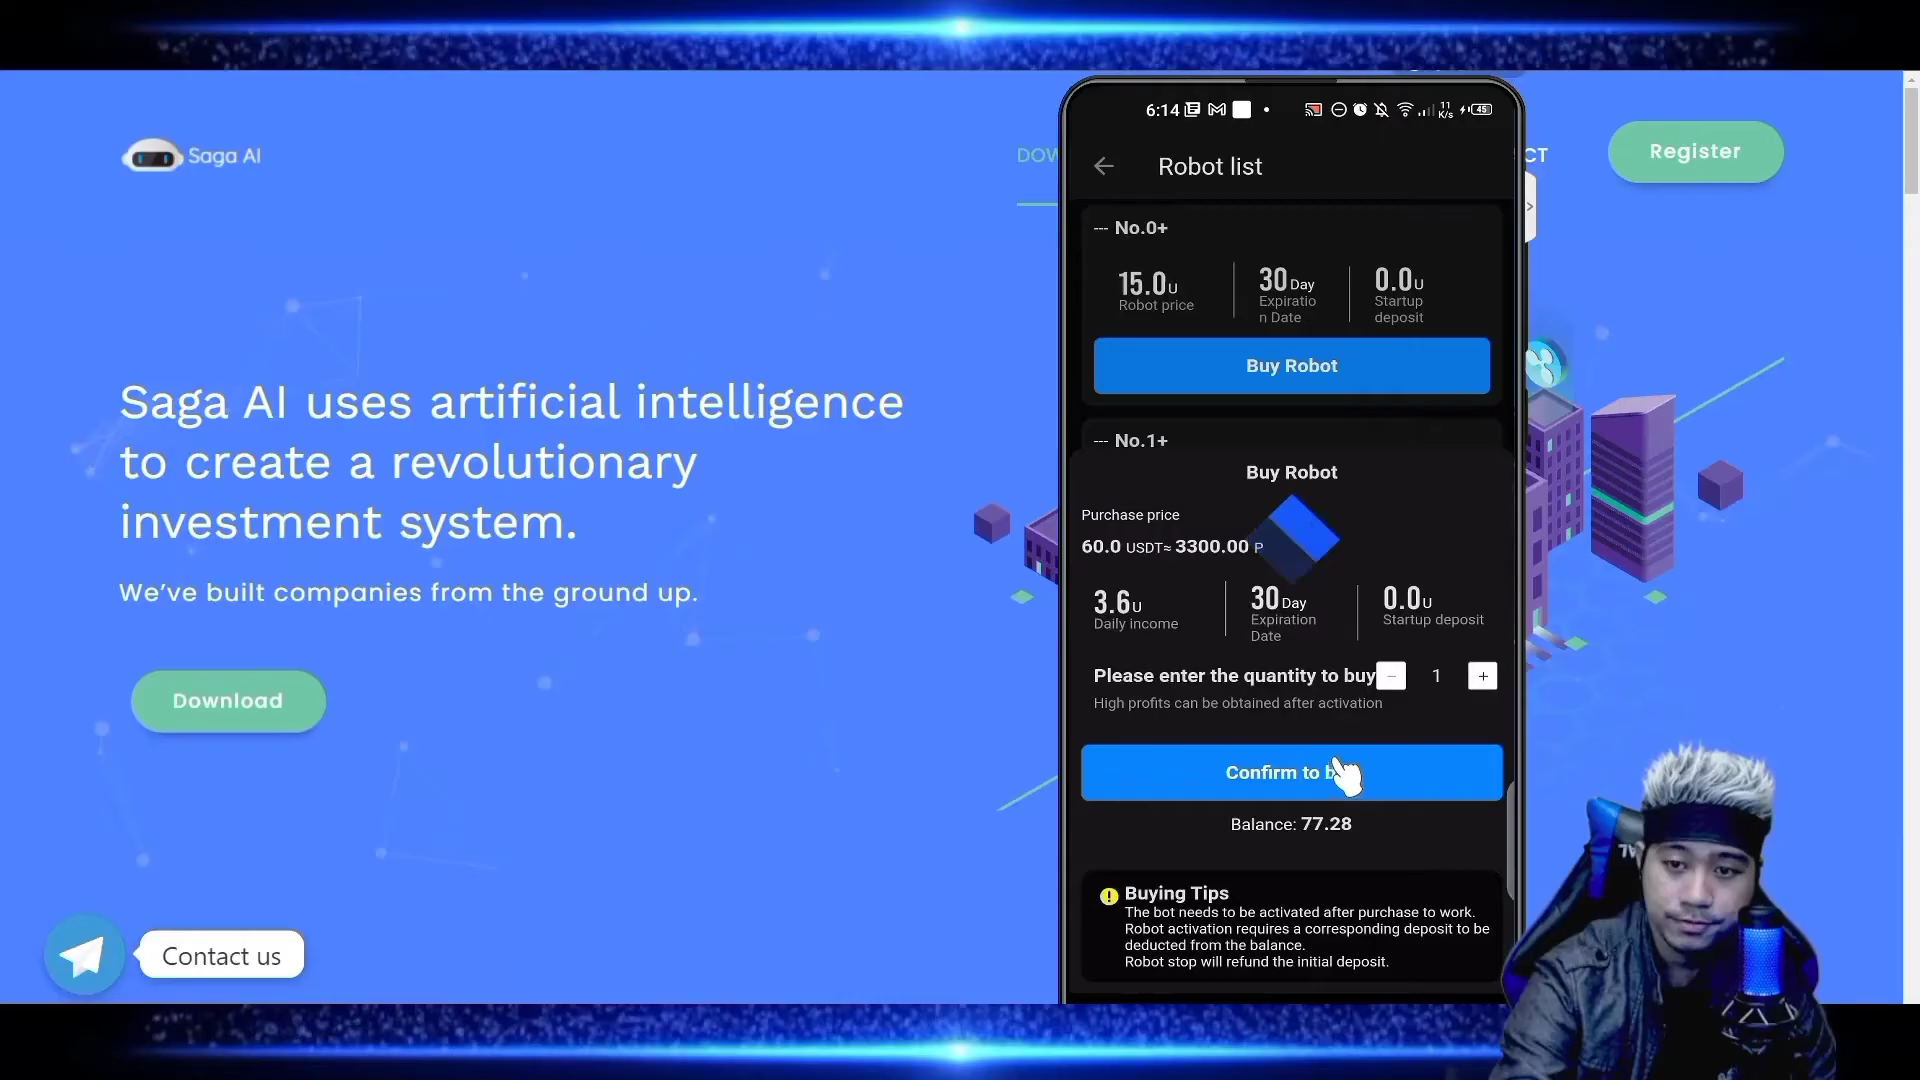 Saga AI
DOW
CT
Register
Saga AI uses artificial intelligence
to create a revolutionary
investment system.
We've built companies from the ground up.
Download
Contact us
6:14
11
K/s
45
Robot list
--- No.0+
15.0U
Robot price
30 Day
Expiratio
n Date
0.0U
Startup
deposit
Buy Robot
--- No.1+
Buy Robot
Purchase price
60.0 USDT≈ 3300.00 P
3.6U
Daily income
30 Day
Expiration
Date
0.0U
Startup deposit
Please enter the quantity to buy
− 1 +
High profits can be obtained after activation
Confirm to b
Balance: 77.28
Buying Tips
The bot needs to be activated after purchase to work.
Robot activation requires a corresponding deposit to be
deducted from the balance.
Robot stop will refund the initial deposit.